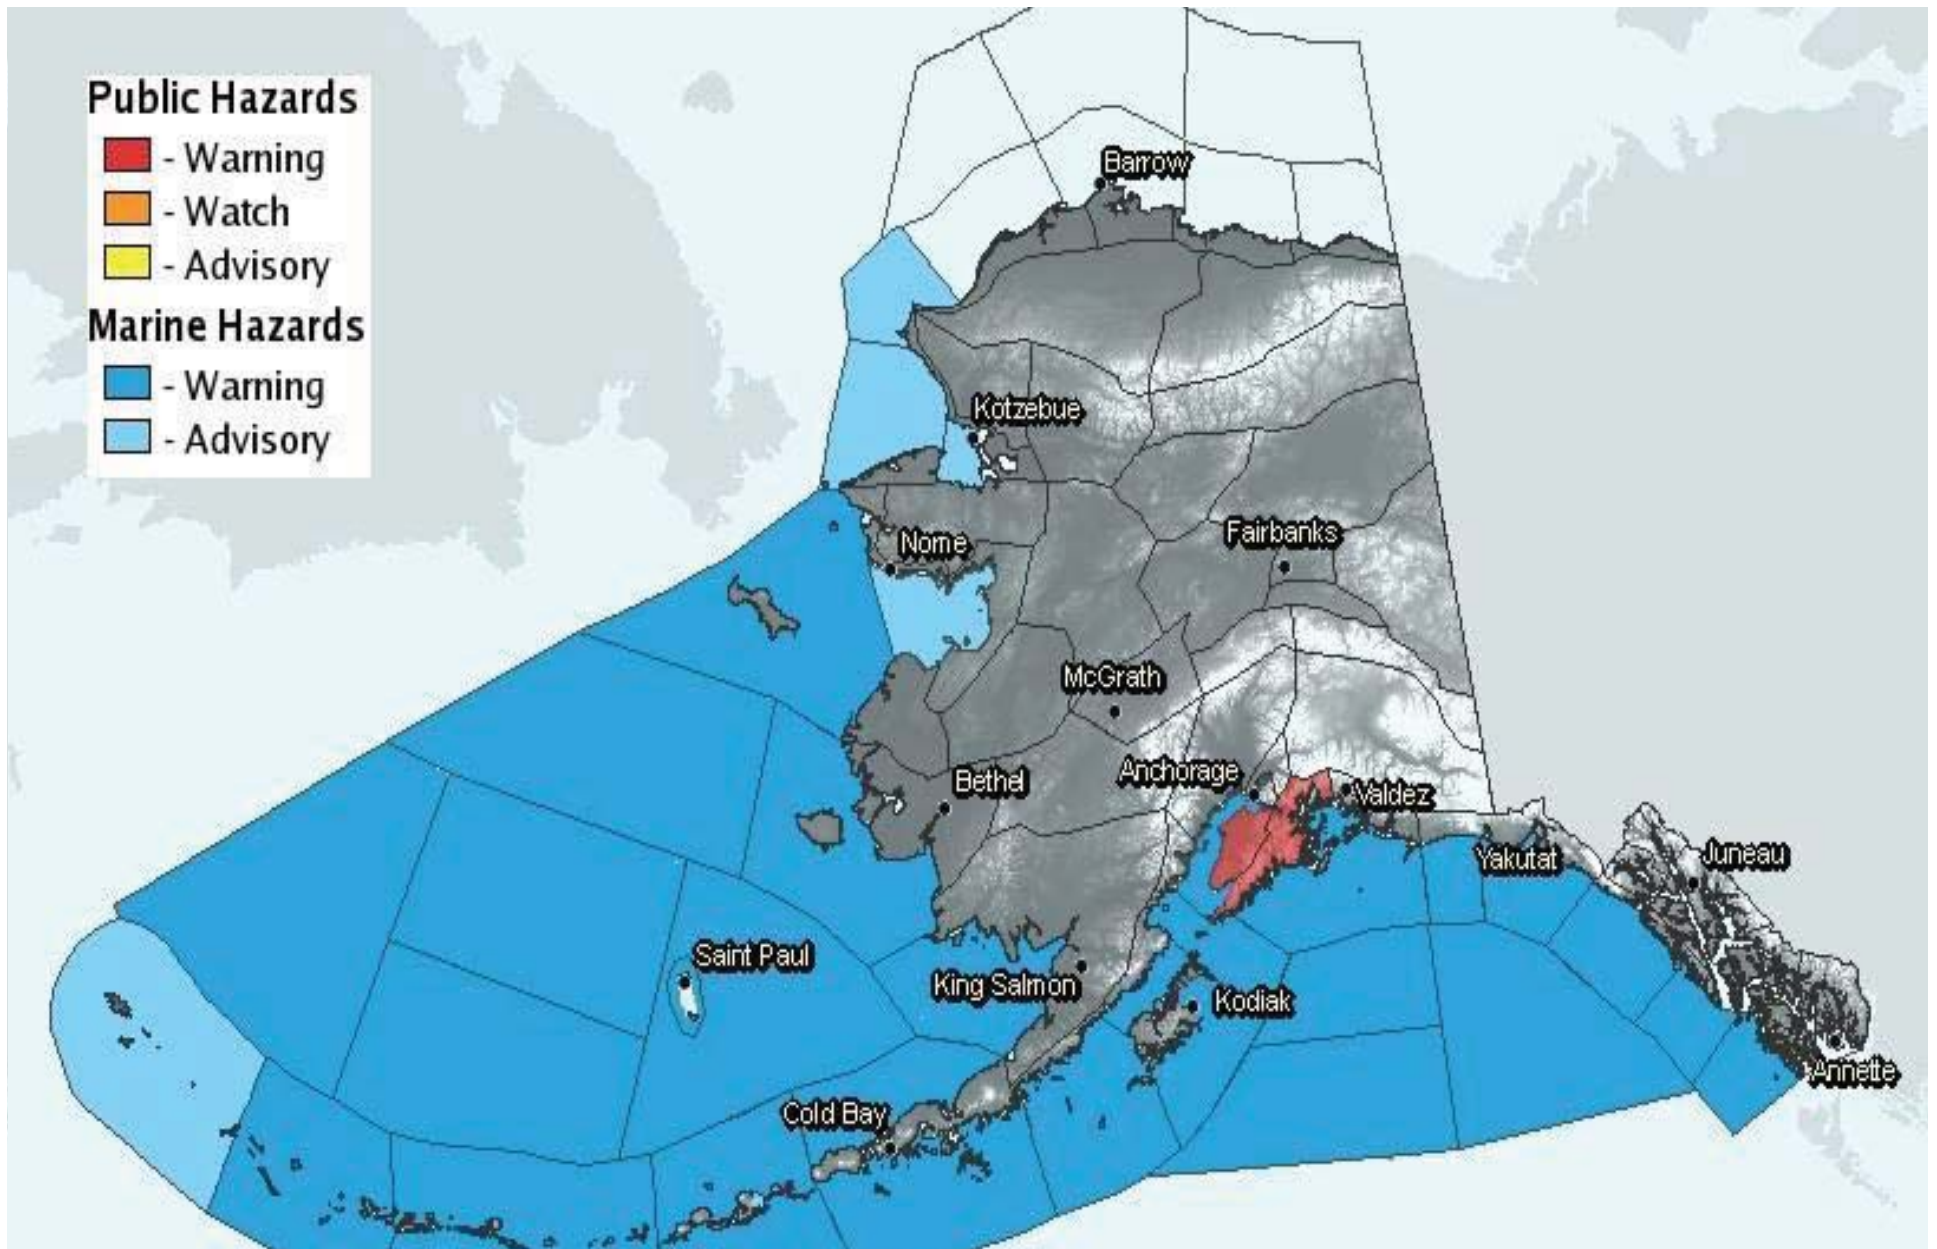 Public Hazards
- Warning
- Watch
- Advisory
Marine Hazards
- Warning
- Advisory
Barrow
Kotzebue
Fairbanks
Nome
McGrath
Anchorage
Bethel
Valdez
Yakutat
Juneau
Saint Paul
King Salmon
Kodiak
Annette
Cold Bay